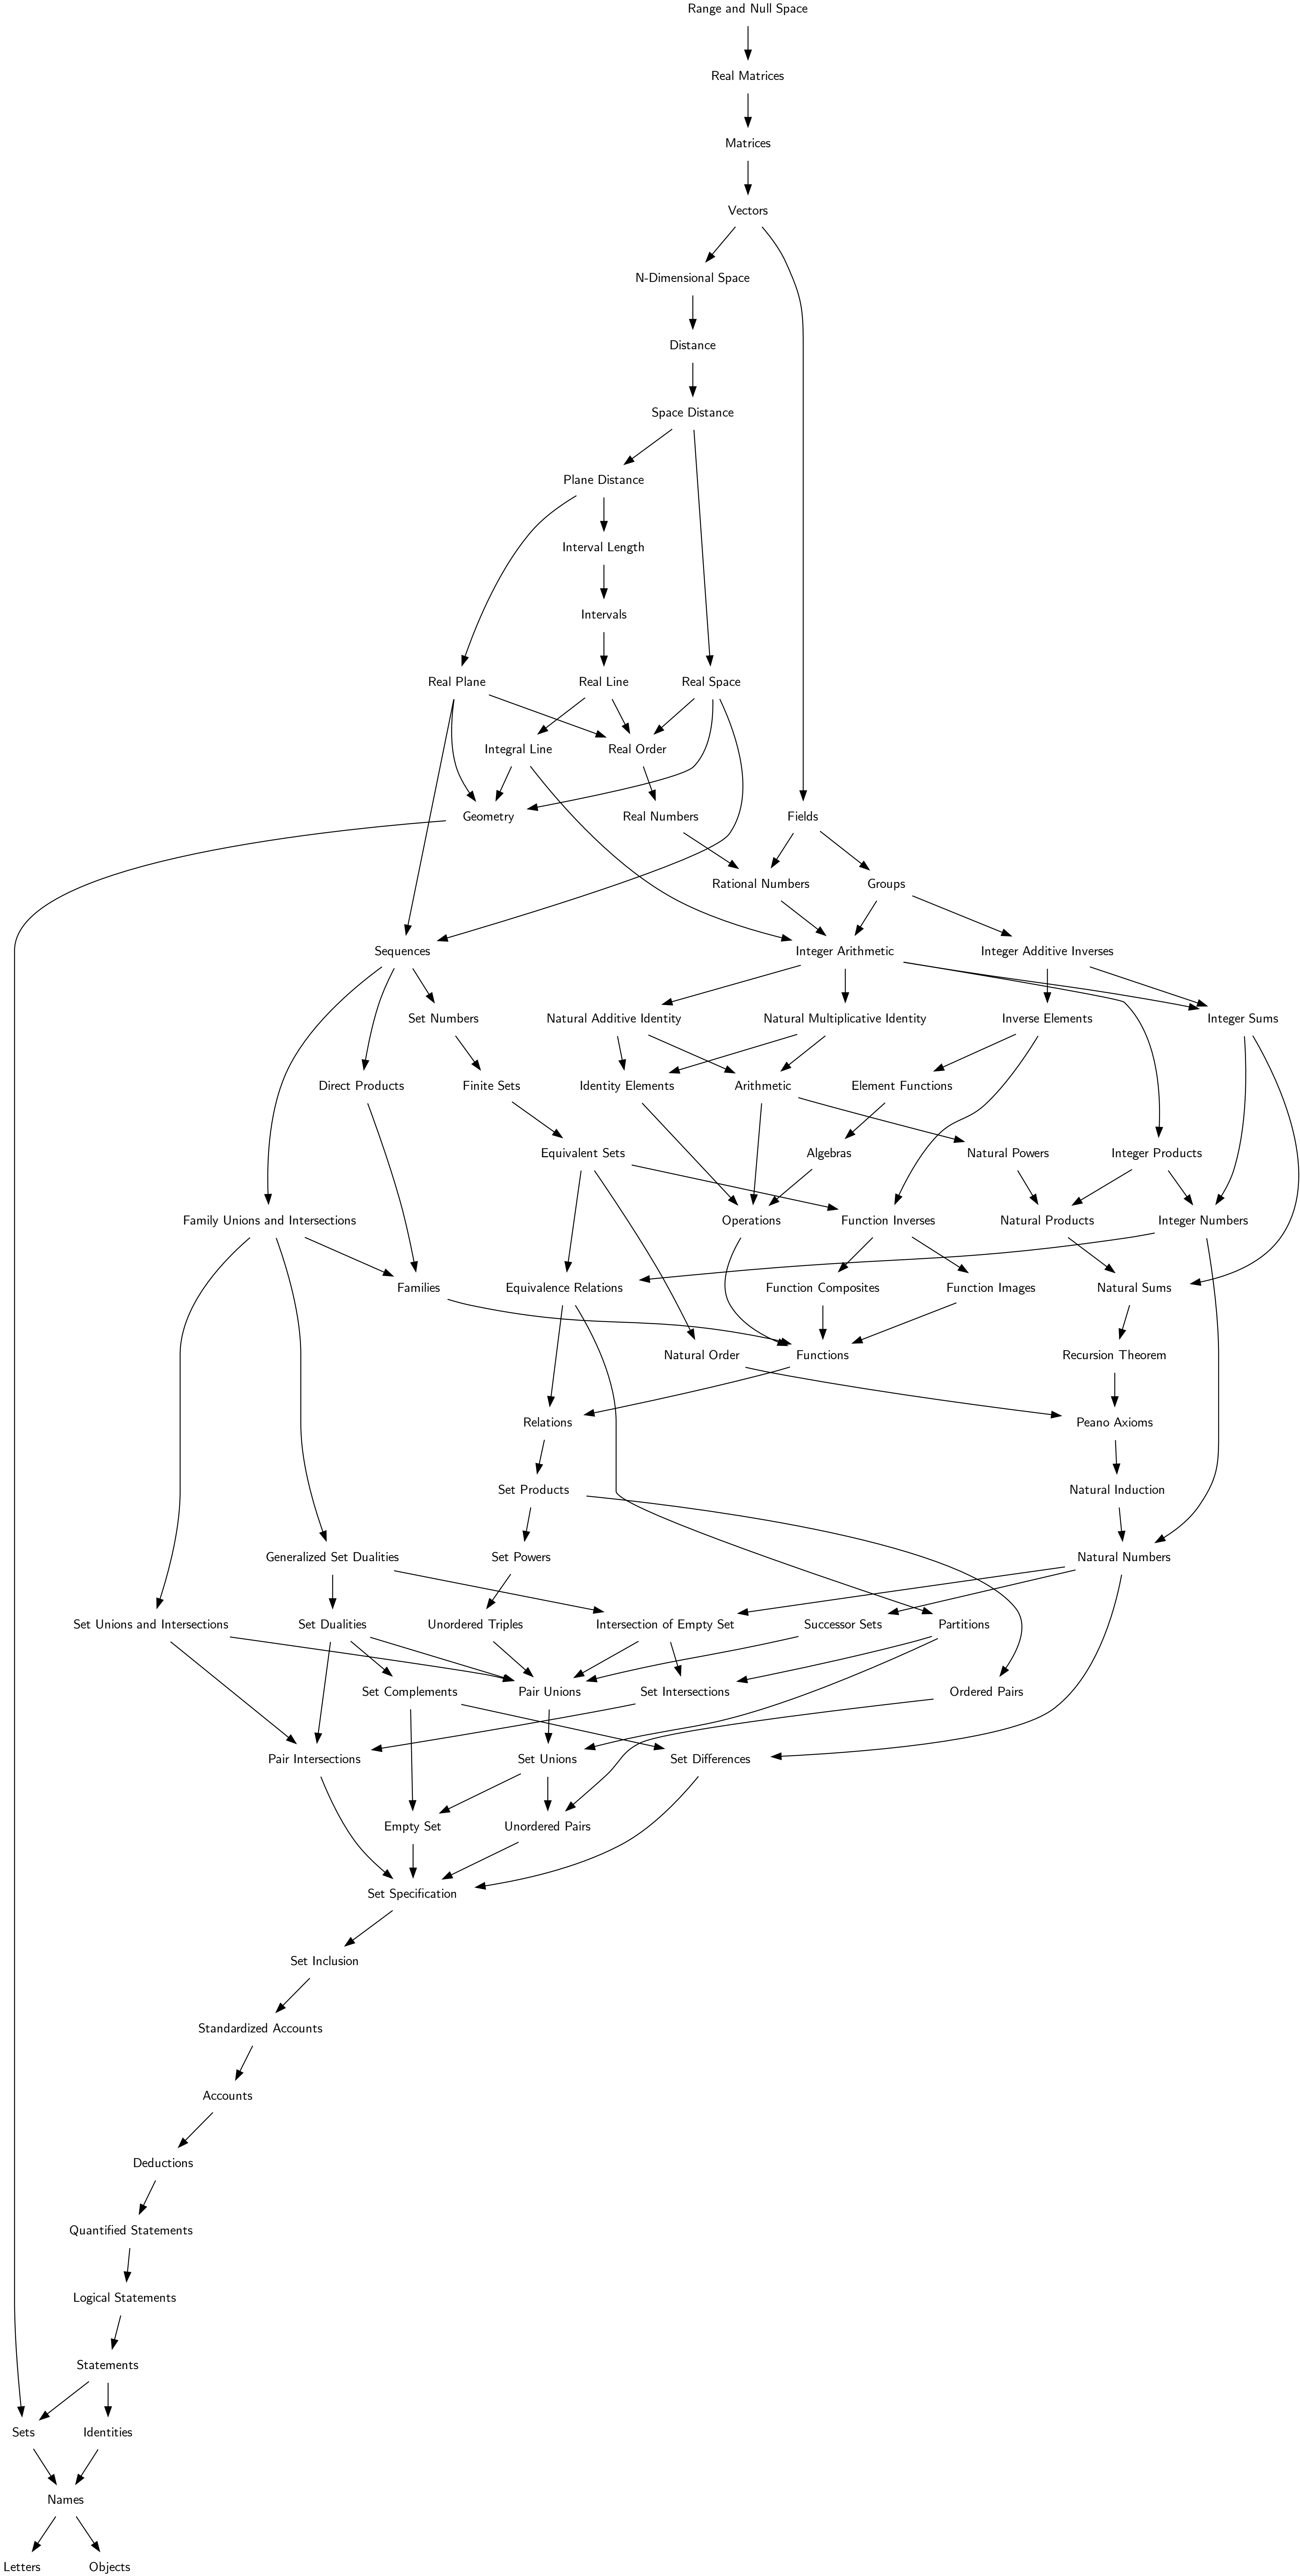 Range and Null Space
Real Matrices
Matrices
Vectors
N-Dimensional Space
Distance
Space Distance
Plane Distance
Interval Length
Intervals
Real Plane
Real Line
Real Space
Integral Line
Real Order
Geometry
Real Numbers
Fields
Rational Numbers
Groups
Sequences
Integer Arithmetic
Integer Additive Inverses
Set Numbers
Natural Additive Identity
Natural Multiplicative Identity
Inverse Elements
Integer Sums
Direct Products
Finite Sets
Identity Elements
Arithmetic
Element Functions
Equivalent Sets
Algebras
Natural Powers
Integer Products
Family Unions and Intersections
Operations
Function Inverses
Natural Products
Integer Numbers
Families
Equivalence Relations
Function Composites
Function Images
Natural Sums
Natural Order
Functions
Recursion Theorem
Relations
Peano Axioms
Set Products
Natural Induction
Generalized Set Dualities
Set Powers
Natural Numbers
Set Unions and Intersections
Set Dualities
Unordered Triples
Intersection of Empty Set
Successor Sets
Partitions
Set Complements
Pair Unions
Set Intersections
Ordered Pairs
Pair Intersections
Set Unions
Set Differences
Empty Set
Unordered Pairs
Set Specification
Set Inclusion
Standardized Accounts
Accounts
Deductions
Quantified Statements
Logical Statements
Statements
Sets
Identities
Names
Letters
Objects